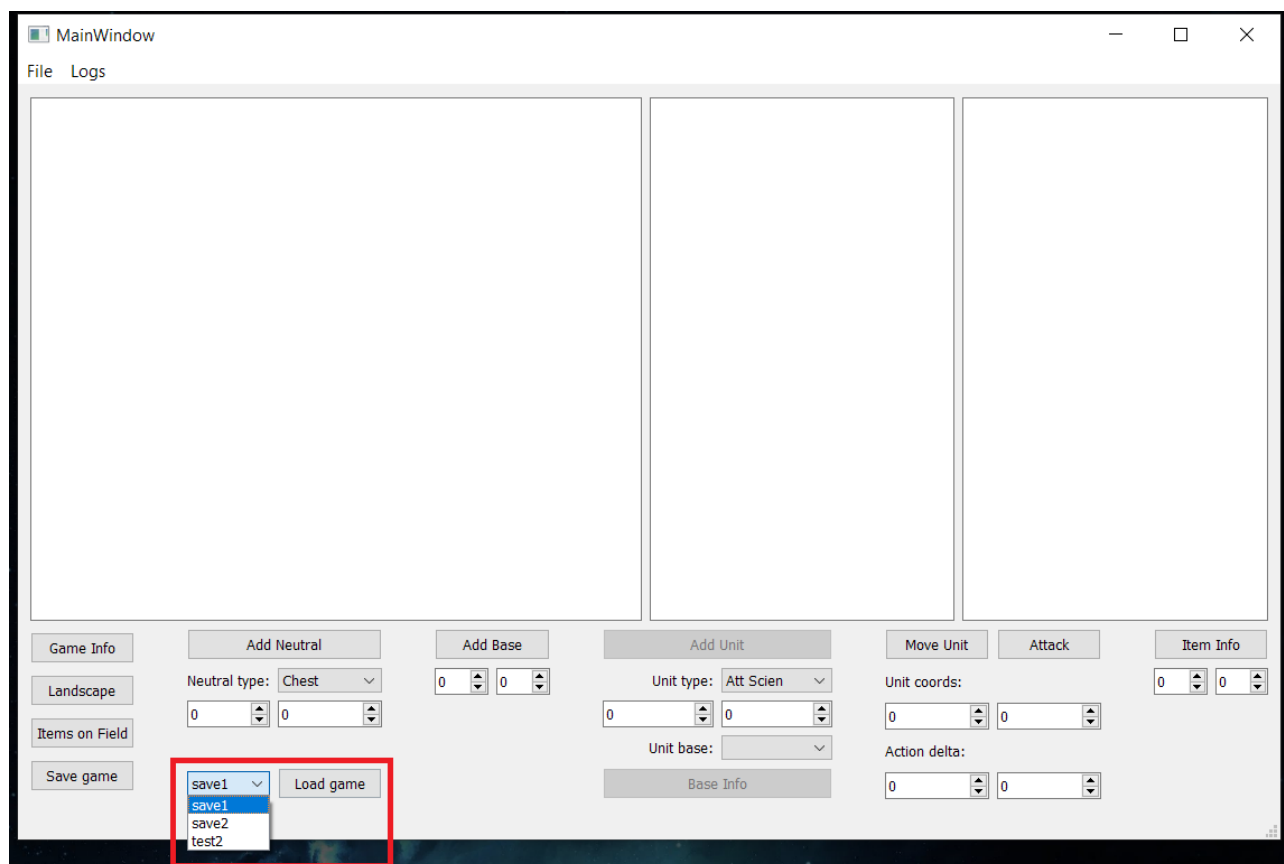 MainWindow
File Logs
Game Info Add Neutral Add Base Add Unit Move Unit Attack Item Info
Landscape Neutral type: Chest 0 0 Unit type: Att Scien Unit coords: 0 0
0 0 0 0 0 0
Items on Field Unit base: Action delta:
Save game save1 Load game Base Info 0 0
save1
save2
test2